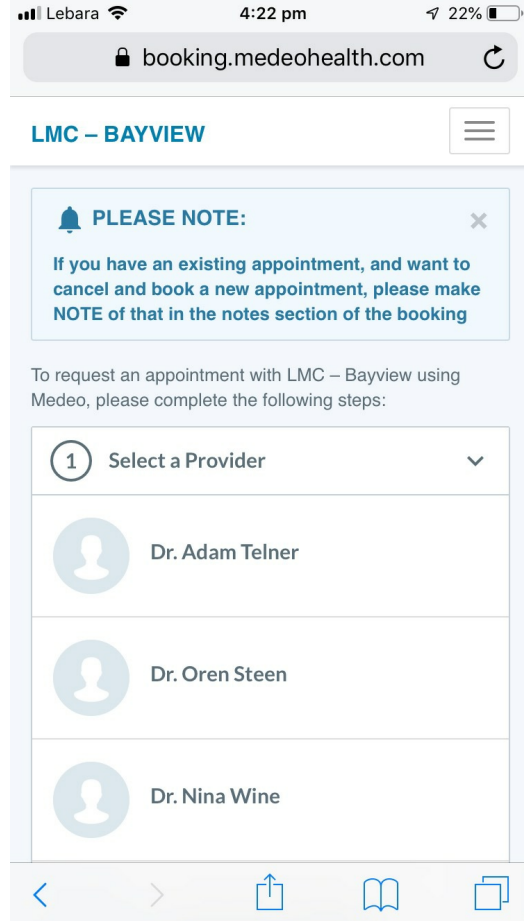 Lebara 4:22 pm 22%
booking.medeohealth.com
LMC – BAYVIEW
PLEASE NOTE: ×
If you have an existing appointment, and want to
cancel and book a new appointment, please make
NOTE of that in the notes section of the booking
To request an appointment with LMC – Bayview using
Medeo, please complete the following steps:
1 Select a Provider
Dr. Adam Telner
Dr. Oren Steen
Dr. Nina Wine